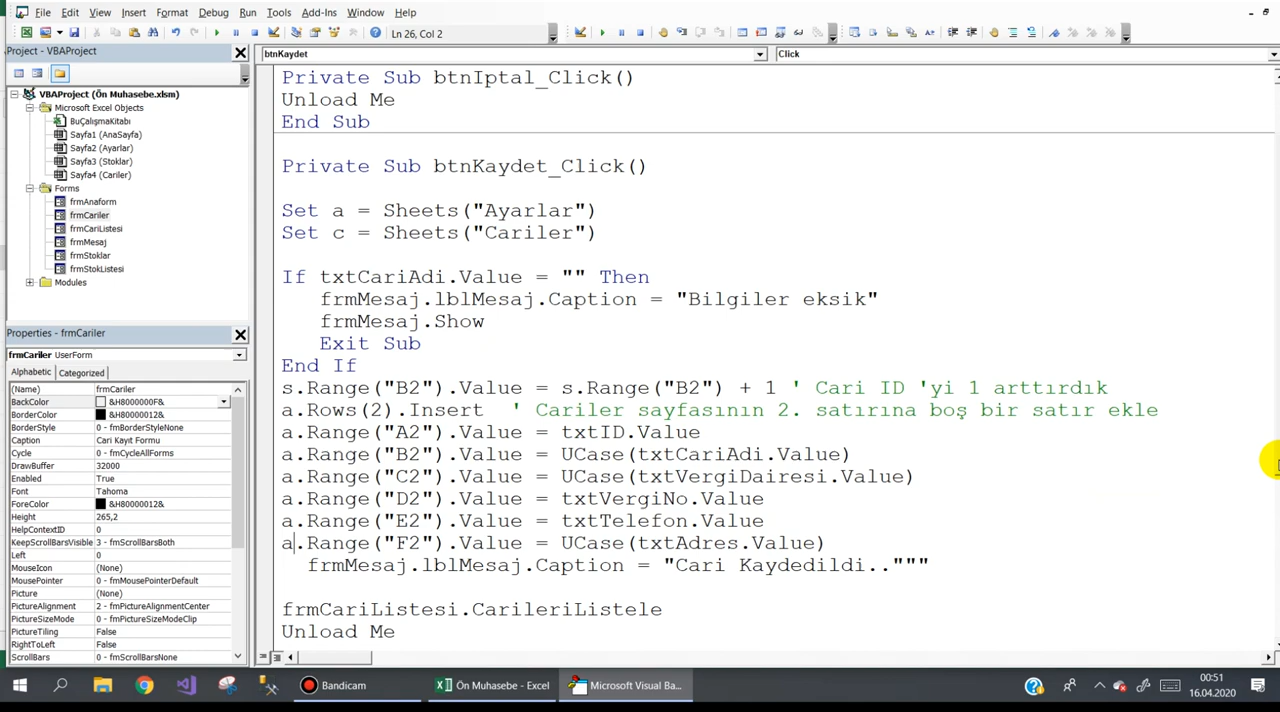 File Edit View Insert Format Debug Run Tools Add-Ins Window Help
Ln 26, Col 2
Project - VBAProject
VBAProject (Ön Muhasebe.xlsm)
Microsoft Excel Objects
BuÇalışmaKitabı
Sayfa1 (AnaSayfa)
Sayfa2 (Ayarlar)
Sayfa3 (Stoklar)
Sayfa4 (Cariler)
Forms
frmAnaform
frmCariler
frmCariListesi
frmMesaj
frmStoklar
frmStokListesi
Modules
Properties - frmCariler
frmCariler UserForm
Alphabetic Categorized
(Name) frmCariler
BackColor &H8000000F&
BorderColor &H80000012&
BorderStyle 0 - fmBorderStyleNone
Caption Cari Kayıt Formu
Cycle 0 - fmCycleAllForms
DrawBuffer 32000
Enabled True
Font Tahoma
ForeColor &H80000012&
Height 265,2
HelpContextID 0
KeepScrollBarsVisible 3 - fmScrollBarsBoth
Left 0
MouseIcon (None)
MousePointer 0 - fmMousePointerDefault
Picture (None)
PictureAlignment 2 - fmPictureAlignmentCenter
PictureSizeMode 0 - fmPictureSizeModeClip
PictureTiling False
RightToLeft False
ScrollBars 0 - fmScrollBarsNone
btnKaydet Click
Private Sub btnIptal_Click()
Unload Me
End Sub
Private Sub btnKaydet_Click()
Set a = Sheets("Ayarlar")
Set c = Sheets("Cariler")
If txtCariAdi.Value = "" Then
frmMesaj.lblMesaj.Caption = "Bilgiler eksik"
frmMesaj.Show
Exit Sub
End If
s.Range("B2").Value = s.Range("B2") + 1 ' Cari ID 'yi 1 arttırdık
a.Rows(2).Insert ' Cariler sayfasının 2. satırına boş bir satır ekle
a.Range("A2").Value = txtID.Value
a.Range("B2").Value = UCase(txtCariAdi.Value)
a.Range("C2").Value = UCase(txtVergiDairesi.Value)
a.Range("D2").Value = txtVergiNo.Value
a.Range("E2").Value = txtTelefon.Value
a.Range("F2").Value = UCase(txtAdres.Value)
frmMesaj.lblMesaj.Caption = "Cari Kaydedildi.."""
frmCariListesi.CarileriListele
Unload Me
Bandicam
Ön Muhasebe - Excel
Microsoft Visual Ba...
00:51
16.04.2020